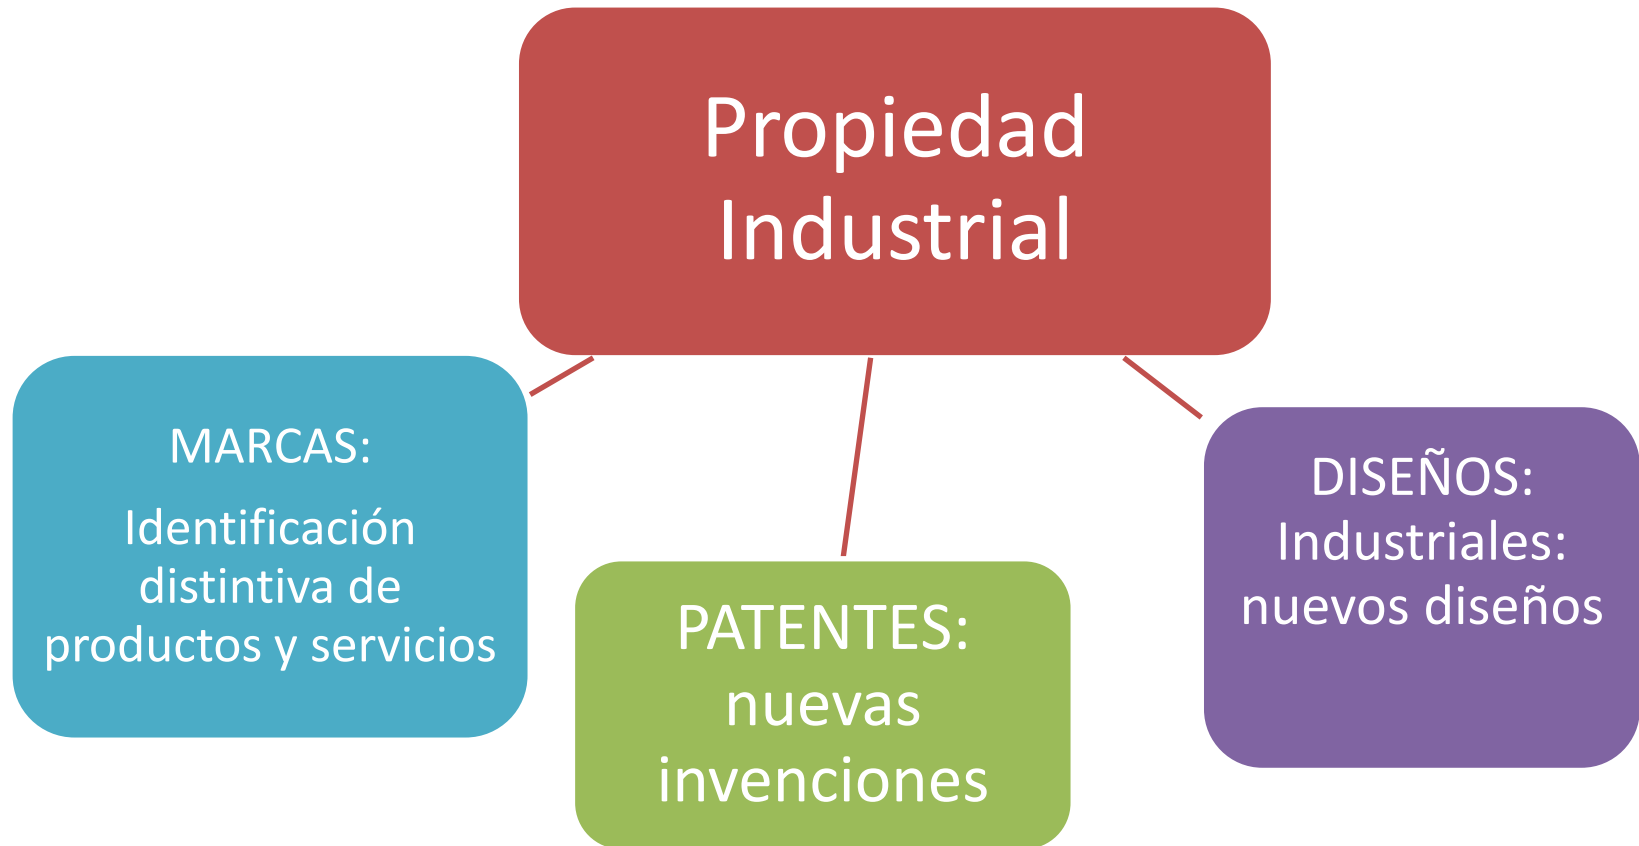 Propiedad
Industrial
MARCAS:
Identificación
distintiva de
productos y servicios
PATENTES:
nuevas
invenciones
DISEÑOS:
Industriales:
nuevos diseños